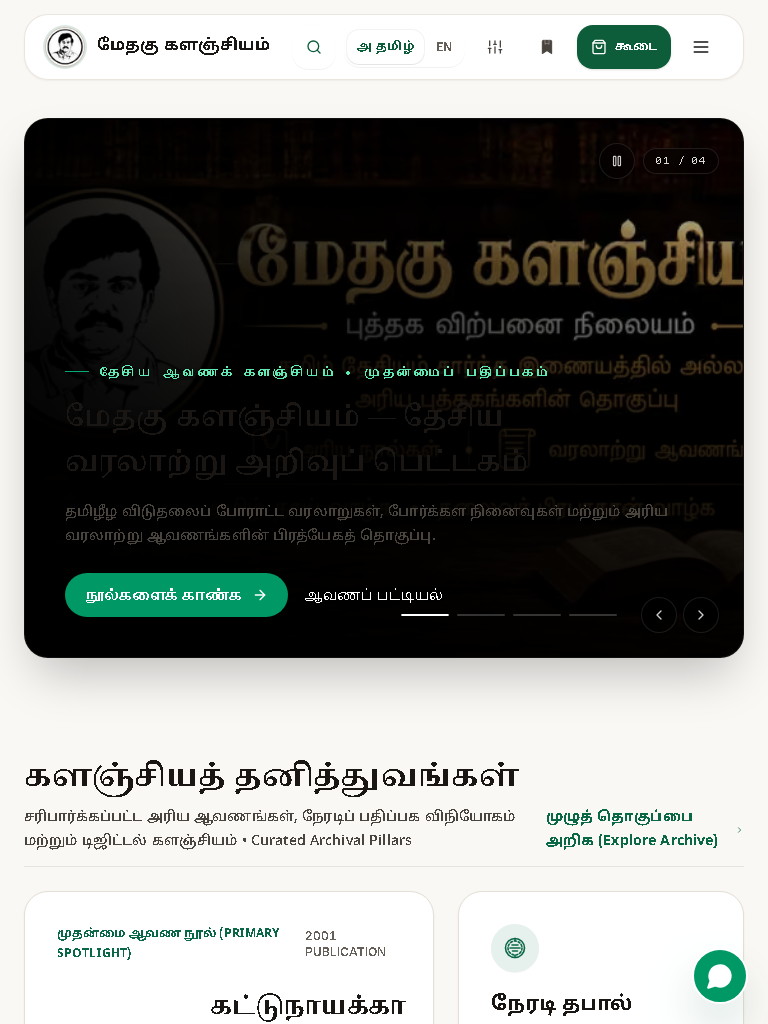 மேதகு களஞ்சியம்
அ தமிழ்
EN
கூடை
01 / 04
மேதகு களஞ்சிய
புத்தக விற்பனை நிலையம்
தேசிய ஆவணக் களஞ்சியம் • முதன்மைப் பதிப்பகம்
அரிய புத்தகங்களின் தொகுப்பு
மேதகு களஞ்சியம் — தேசிய
வரலாற்று அறிவுப் பெட்டகம்
தமிழீழ விடுதலைப் போராட்ட வரலாறுகள், போர்க்கள நினைவுகள் மற்றும் அரிய
வரலாற்று ஆவணங்களின் பிரத்யேகத் தொகுப்பு.
நூல்களைக் காண்க
ஆவணப் பட்டியல்
களஞ்சியத் தனித்துவங்கள்
சரிபார்க்கப்பட்ட அரிய ஆவணங்கள், நேரடிப் பதிப்பக விநியோகம்
மற்றும் டிஜிட்டல் களஞ்சியம் • Curated Archival Pillars
முழுத் தொகுப்பை
அறிக (Explore Archive)
முதன்மை ஆவண நூல் (PRIMARY
SPOTLIGHT)
2001
PUBLICATION
கட்டுநாயக்கா
நேரடி தபால்